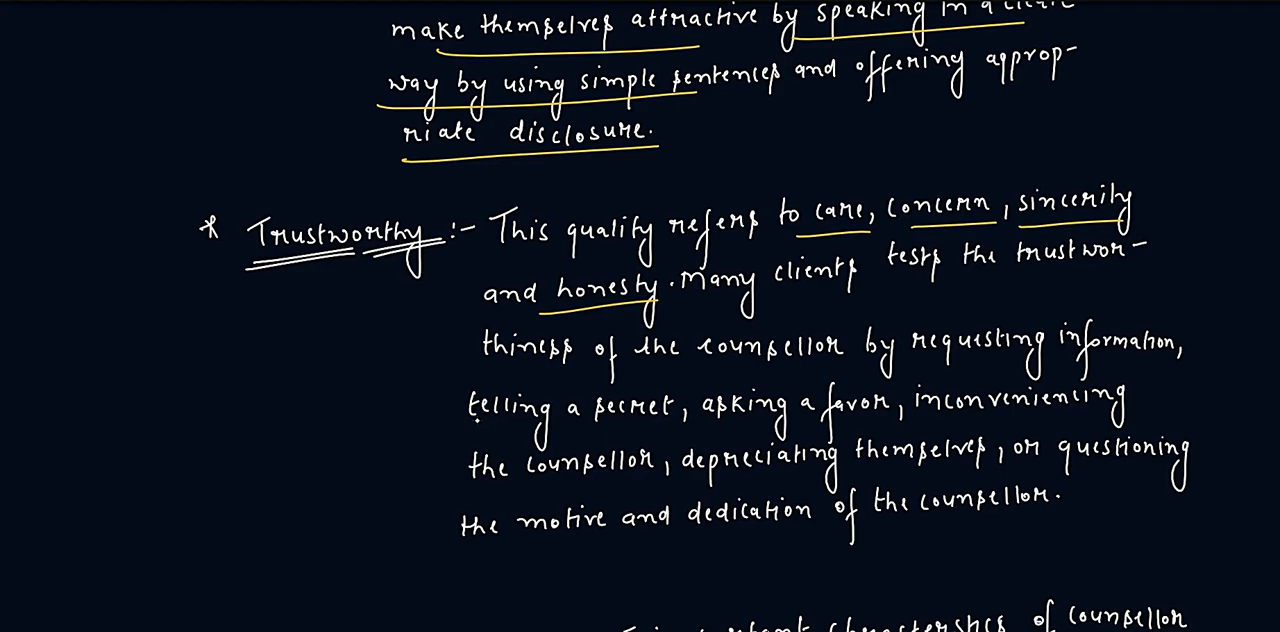 make themselves attractive by speaking in a clear
way by using simple sentences and offering approp-
riate disclosure.
* Trustworthy :- This quality refers to care, concern, sincerity
and honesty. Many clients tests the trustwor-
thiness of the counsellor by requesting information,
telling a secret, asking a favor, inconveniencing
the counsellor, depreciating themselves, or questioning
the motive and dedication of the counsellor.
characteristics of counsellor